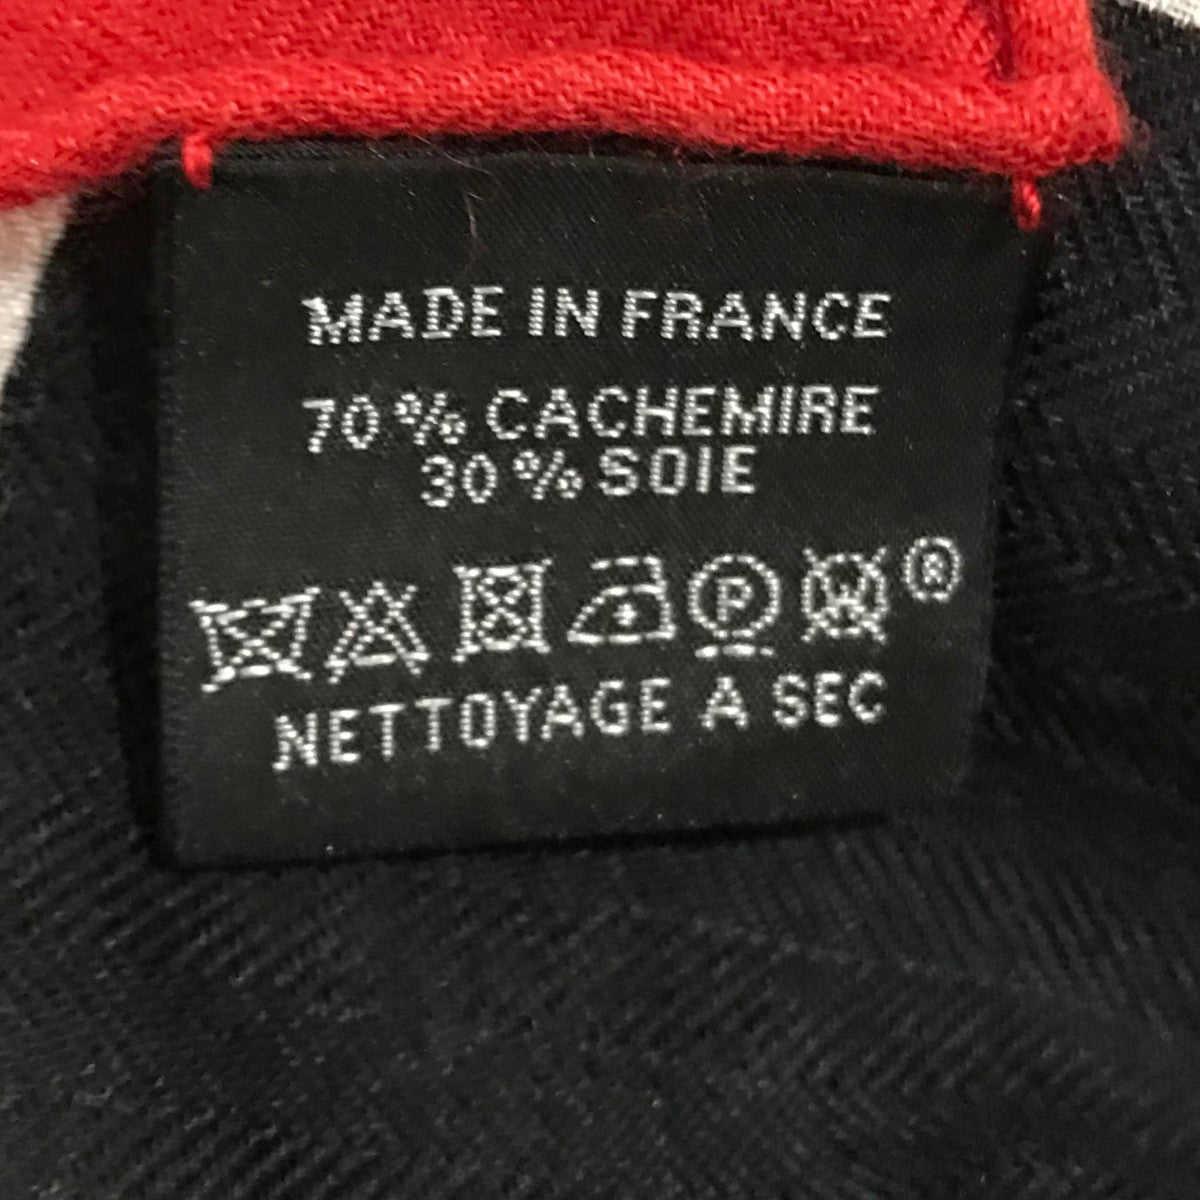 MADE IN FRANCE
70 % CACHEMIRE
30 % SOIE
P W ®
NETTOYAGE A SEC